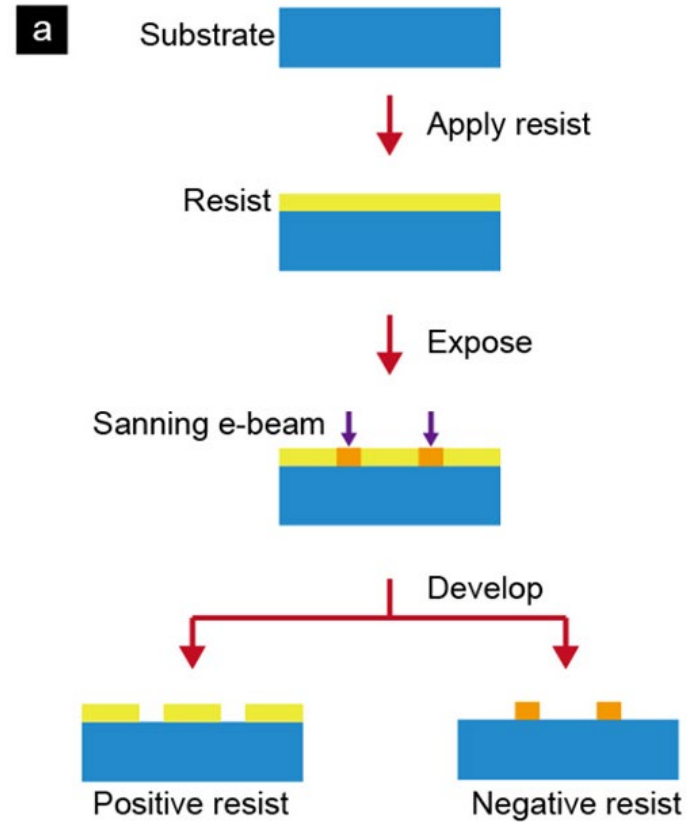 a
Substrate
Apply resist
Resist
Expose
Sanning e-beam
Develop
Positive resist
Negative resist